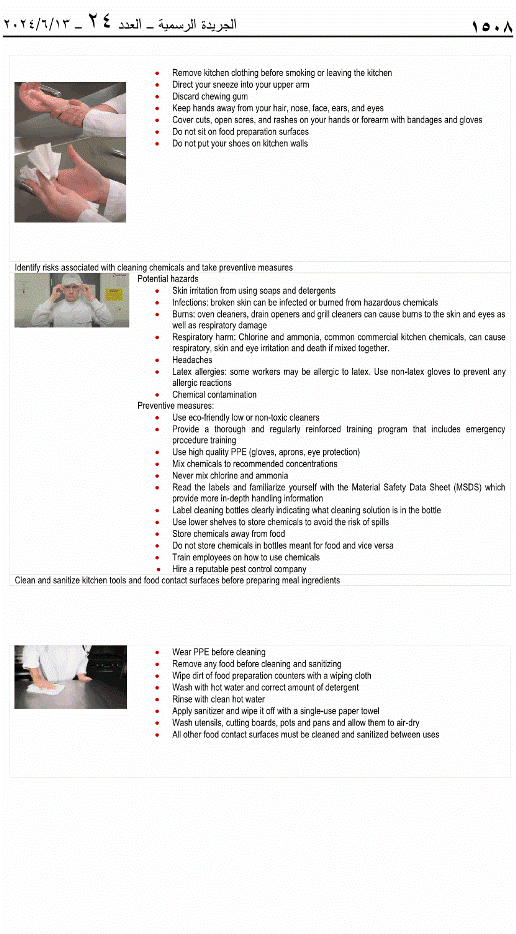 ١٥٠٨ الجريدة الرسمية – العدد ٢٤ – ٢٠٢٤/٦/١٣
• Remove kitchen clothing before smoking or leaving the kitchen
• Direct your sneeze into your upper arm
• Discard chewing gum
• Keep hands away from your hair, nose, face, ears, and eyes
• Cover cuts, open sores, and rashes on your hands or forearm with bandages and gloves
• Do not sit on food preparation surfaces
• Do not put your shoes on kitchen walls
Identify risks associated with cleaning chemicals and take preventive measures
Potential hazards
• Skin irritation from using soaps and detergents
• Infections: broken skin can be infected or burned from hazardous chemicals
• Burns: oven cleaners, drain openers and grill cleaners can cause burns to the skin and eyes as
well as respiratory damage
• Respiratory harm: Chlorine and ammonia, common commercial kitchen chemicals, can cause
respiratory, skin and eye irritation and death if mixed together.
• Headaches
• Latex allergies: some workers may be allergic to latex. Use non-latex gloves to prevent any
allergic reactions
• Chemical contamination
Preventive measures:
• Use eco-friendly low or non-toxic cleaners
• Provide a thorough and regularly reinforced training program that includes emergency
procedure training
• Use high quality PPE (gloves, aprons, eye protection)
• Mix chemicals to recommended concentrations
• Never mix chlorine and ammonia
• Read the labels and familiarize yourself with the Material Safety Data Sheet (MSDS) which
provide more in-depth handling information
• Label cleaning bottles clearly indicating what cleaning solution is in the bottle
• Use lower shelves to store chemicals to avoid the risk of spills
• Store chemicals away from food
• Do not store chemicals in bottles meant for food and vice versa
• Train employees on how to use chemicals
• Hire a reputable pest control company
Clean and sanitize kitchen tools and food contact surfaces before preparing meal ingredients
• Wear PPE before cleaning
• Remove any food before cleaning and sanitizing
• Wipe dirt of food preparation counters with a wiping cloth
• Wash with hot water and correct amount of detergent
• Rinse with clean hot water
• Apply sanitizer and wipe it off with a single-use paper towel
• Wash utensils, cutting boards, pots and pans and allow them to air-dry
• All other food contact surfaces must be cleaned and sanitized between uses